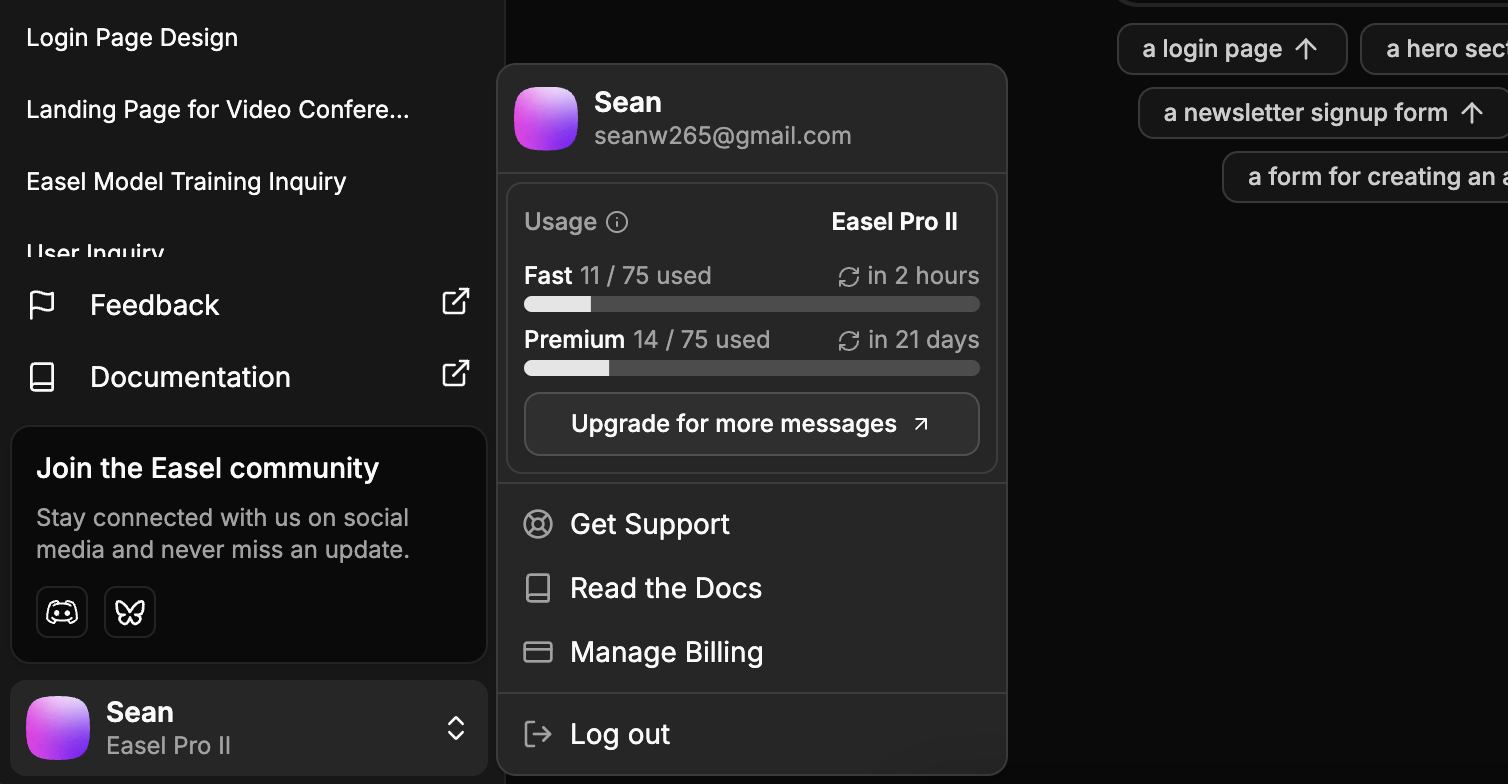 Login Page Design
Landing Page for Video Confere...
Easel Model Training Inquiry
User Inquiry
Feedback
Documentation
Join the Easel community
Stay connected with us on social
media and never miss an update.
Sean
Easel Pro II
Sean
seanw265@gmail.com
Usage
Easel Pro II
Fast 11 / 75 used
in 2 hours
Premium 14 / 75 used
in 21 days
Upgrade for more messages
Get Support
Read the Docs
Manage Billing
Log out
a login page
a hero
a newsletter signup form
a form for creating an